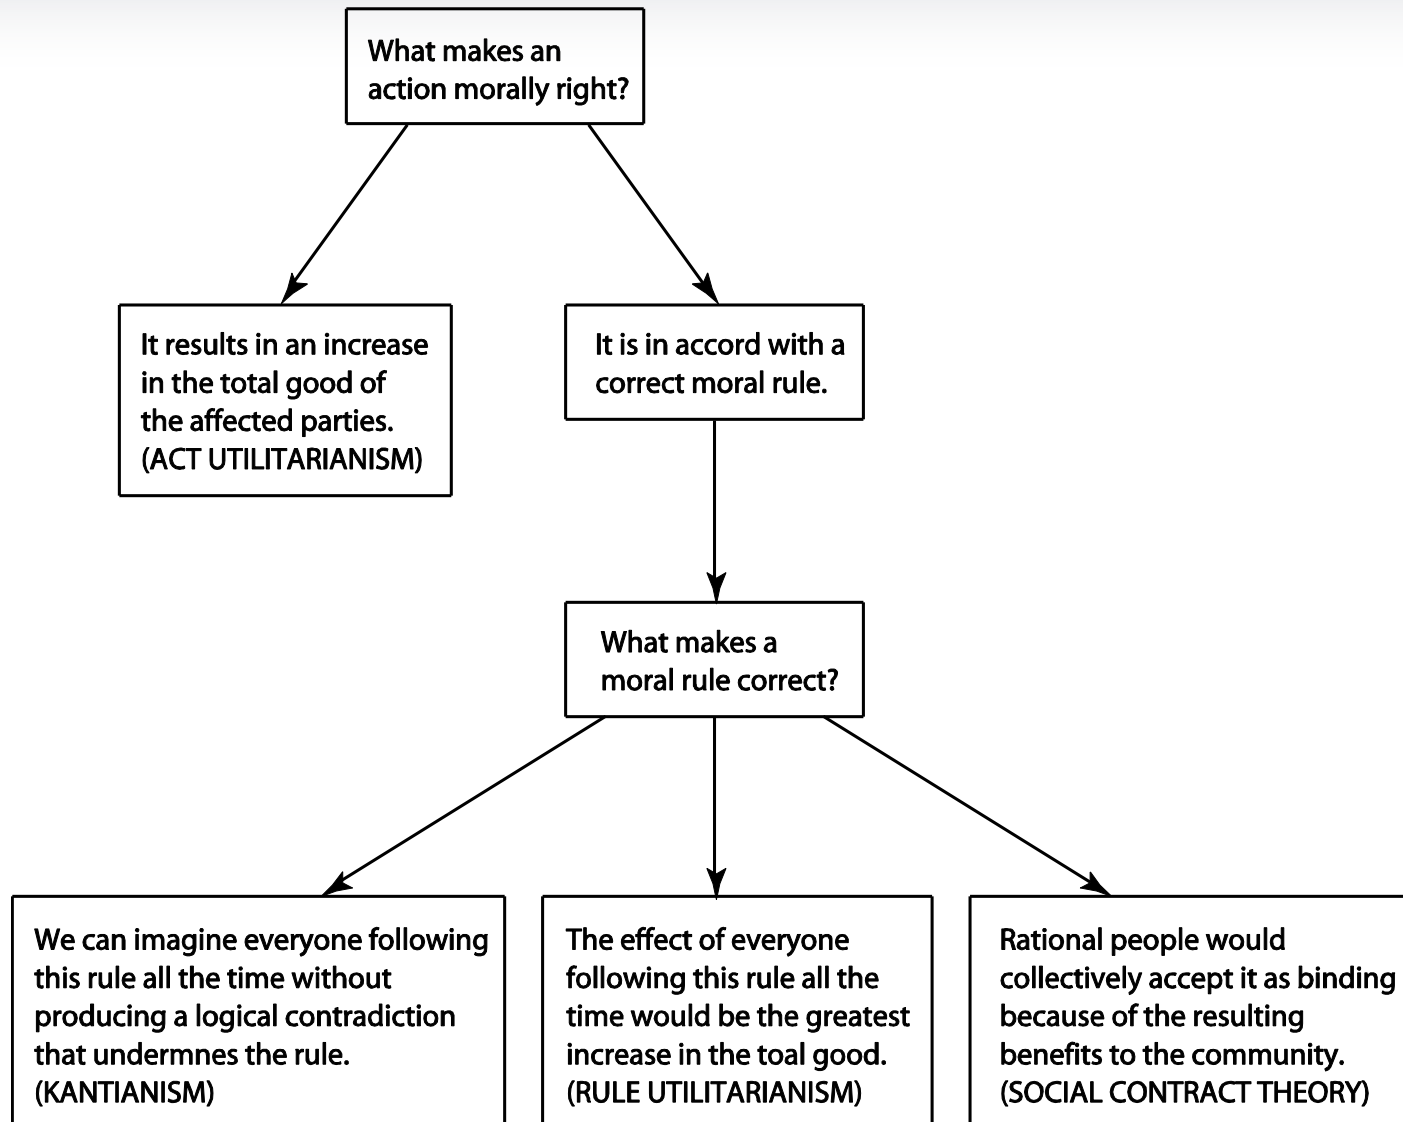 What makes an
action morally right?
It results in an increase
in the total good of
the affected parties.
(ACT UTILITARIANISM)
It is in accord with a
correct moral rule.
What makes a
moral rule correct?
We can imagine everyone following
this rule all the time without
producing a logical contradiction
that undermnes the rule.
(KANTIANISM)
The effect of everyone
following this rule all the
time would be the greatest
increase in the toal good.
(RULE UTILITARIANISM)
Rational people would
collectively accept it as binding
because of the resulting
benefits to the community.
(SOCIAL CONTRACT THEORY)